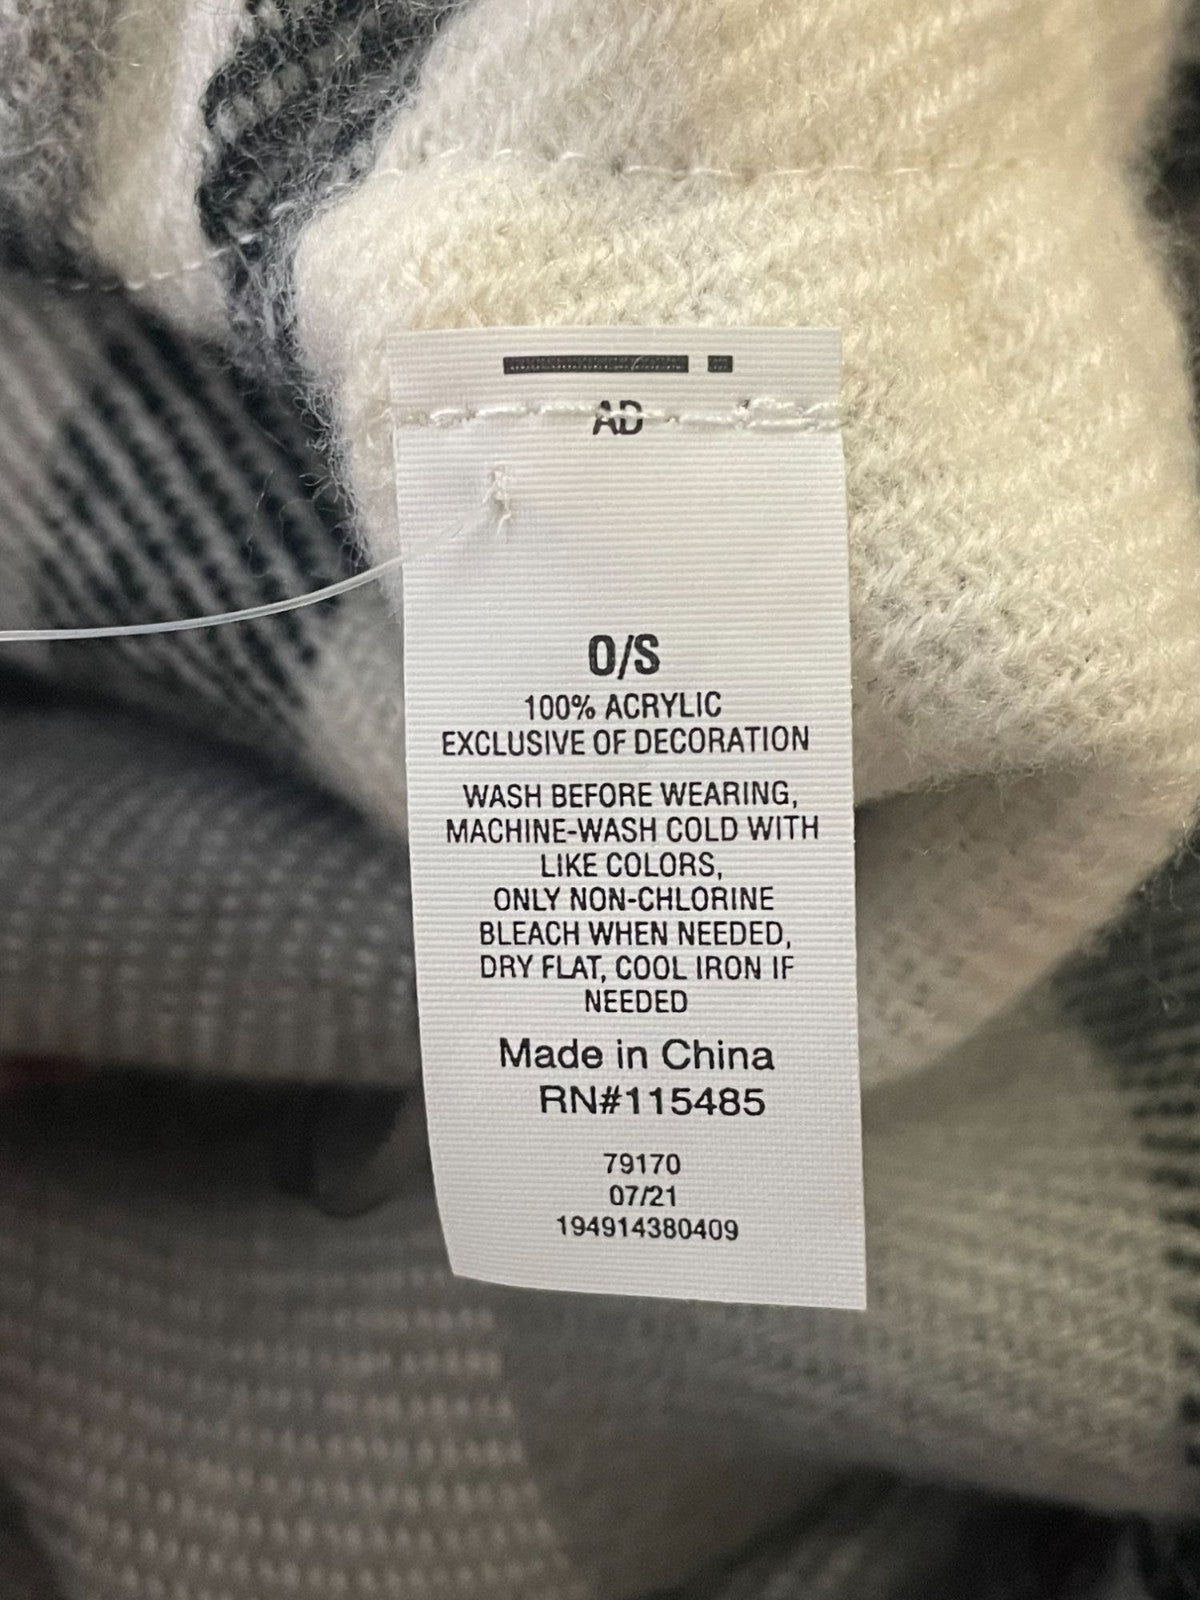 AD
O/S
100% ACRYLIC
EXCLUSIVE OF DECORATION
WASH BEFORE WEARING,
MACHINE-WASH COLD WITH
LIKE COLORS,
ONLY NON-CHLORINE
BLEACH WHEN NEEDED,
DRY FLAT, COOL IRON IF
NEEDED
Made in China
RN#115485
79170
07/21
194914380409